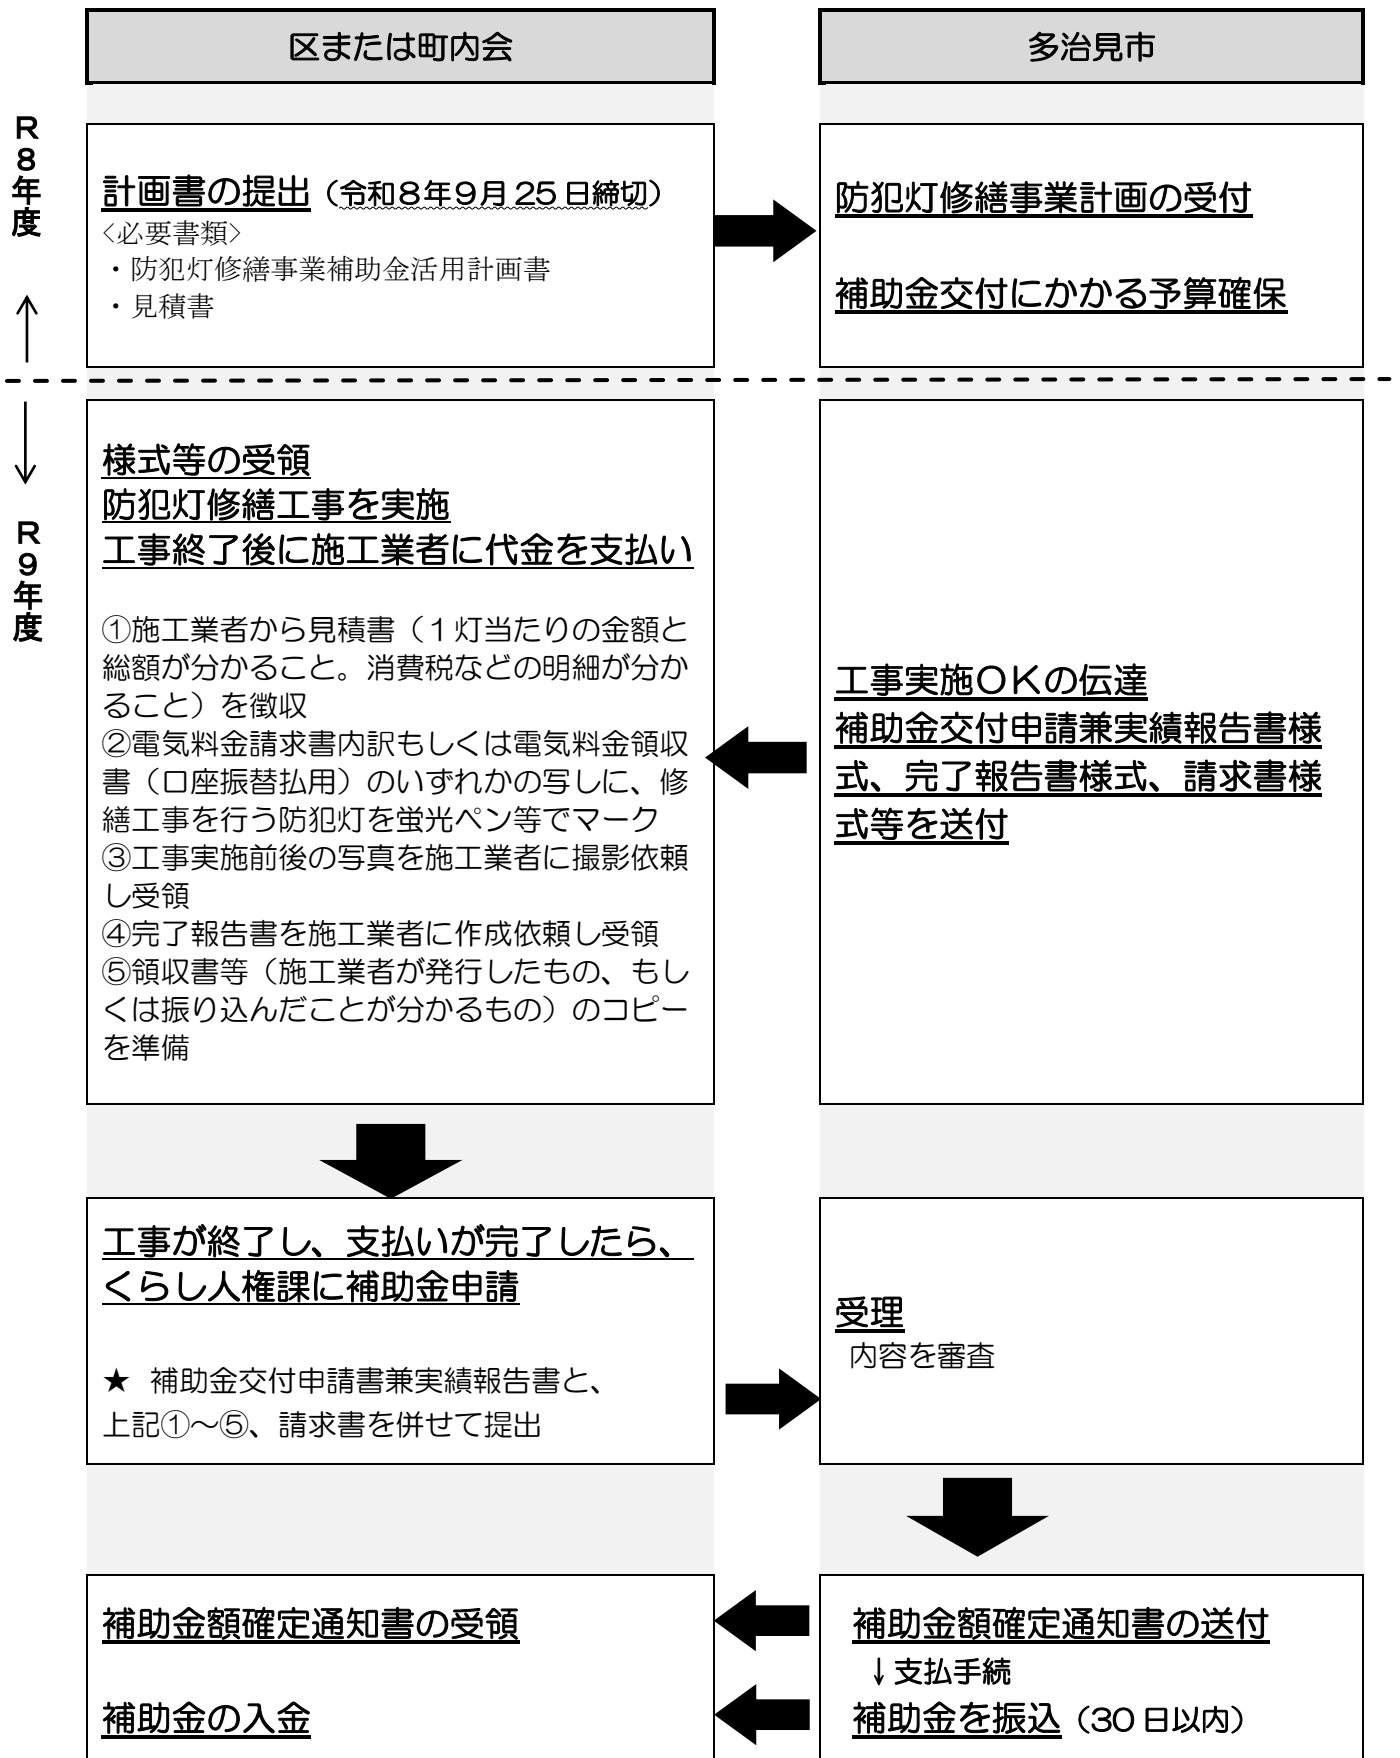 区または町内会
多治見市
R8年度
計画書の提出（令和８年９月 25 日締切）
<必要書類>
・防犯灯修繕事業補助金活用計画書
・見積書
防犯灯修繕事業計画の受付
補助金交付にかかる予算確保
R9年度
様式等の受領
防犯灯修繕工事を実施
工事終了後に施工業者に代金を支払い
①施工業者から見積書（１灯当たりの金額と
総額が分かること。消費税などの明細が分か
ること）を徴収
②電気料金請求書内訳もしくは電気料金領収
書（口座振替払用）のいずれかの写しに、修
繕工事を行う防犯灯を蛍光ペン等でマーク
③工事実施前後の写真を施工業者に撮影依頼
し受領
④完了報告書を施工業者に作成依頼し受領
⑤領収書等（施工業者が発行したもの、もし
くは振り込んだことが分かるもの）のコピー
を準備
工事実施ＯＫの伝達
補助金交付申請兼実績報告書様
式、完了報告書様式、請求書様
式等を送付
工事が終了し、支払いが完了したら、
くらし人権課に補助金申請
★ 補助金交付申請書兼実績報告書と、
上記①～⑤、請求書を併せて提出
受理
内容を審査
補助金額確定通知書の受領
補助金の入金
補助金額確定通知書の送付
↓支払手続
補助金を振込（30 日以内）